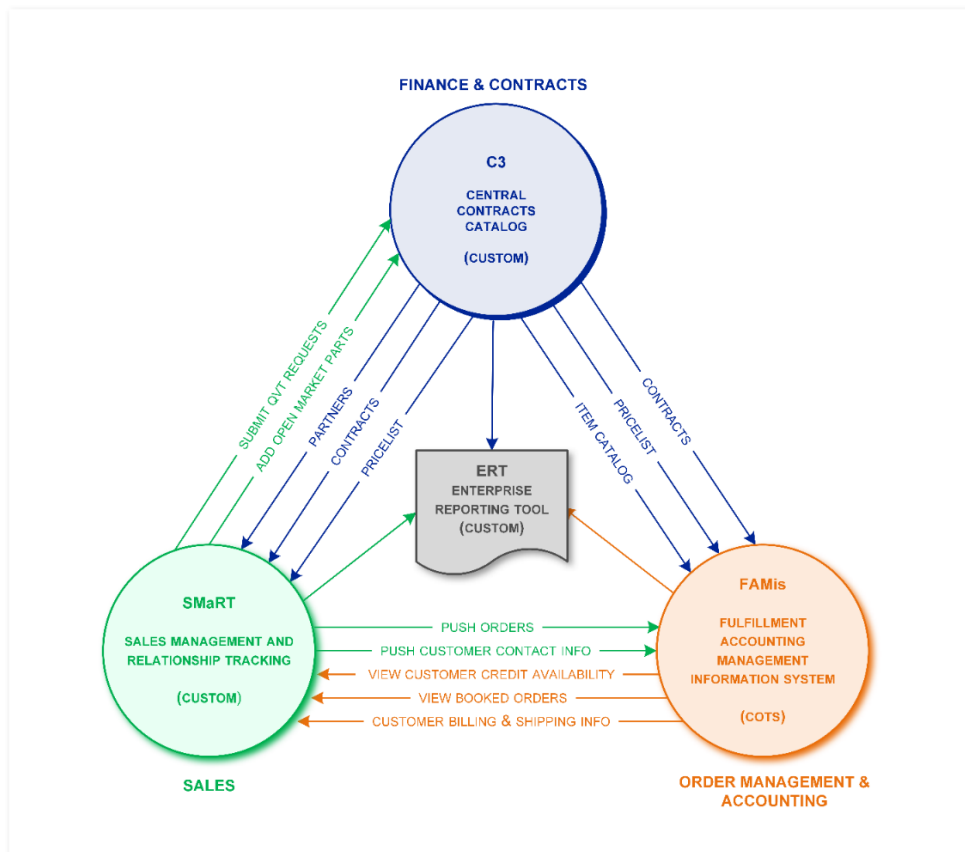 FINANCE & CONTRACTS
C3
CENTRAL
CONTRACTS
CATALOG
(CUSTOM)
SUBMIT QVT REQUESTS
ADD OPEN MARKET PARTS
PARTNERS
CONTRACTS
PRICELIST
ITEM CATALOG
PRICELIST
CONTRACTS
ERT
ENTERPRISE
REPORTING TOOL
(CUSTOM)
SMaRT
SALES MANAGEMENT AND
RELATIONSHIP TRACKING
(CUSTOM)
SALES
PUSH ORDERS
PUSH CUSTOMER CONTACT INFO
VIEW CUSTOMER CREDIT AVAILABILITY
VIEW BOOKED ORDERS
CUSTOMER BILLING & SHIPPING INFO
FAMis
FULFILLMENT
ACCOUNTING
MANAGEMENT
INFORMATION SYSTEM
(COTS)
ORDER MANAGEMENT &
ACCOUNTING